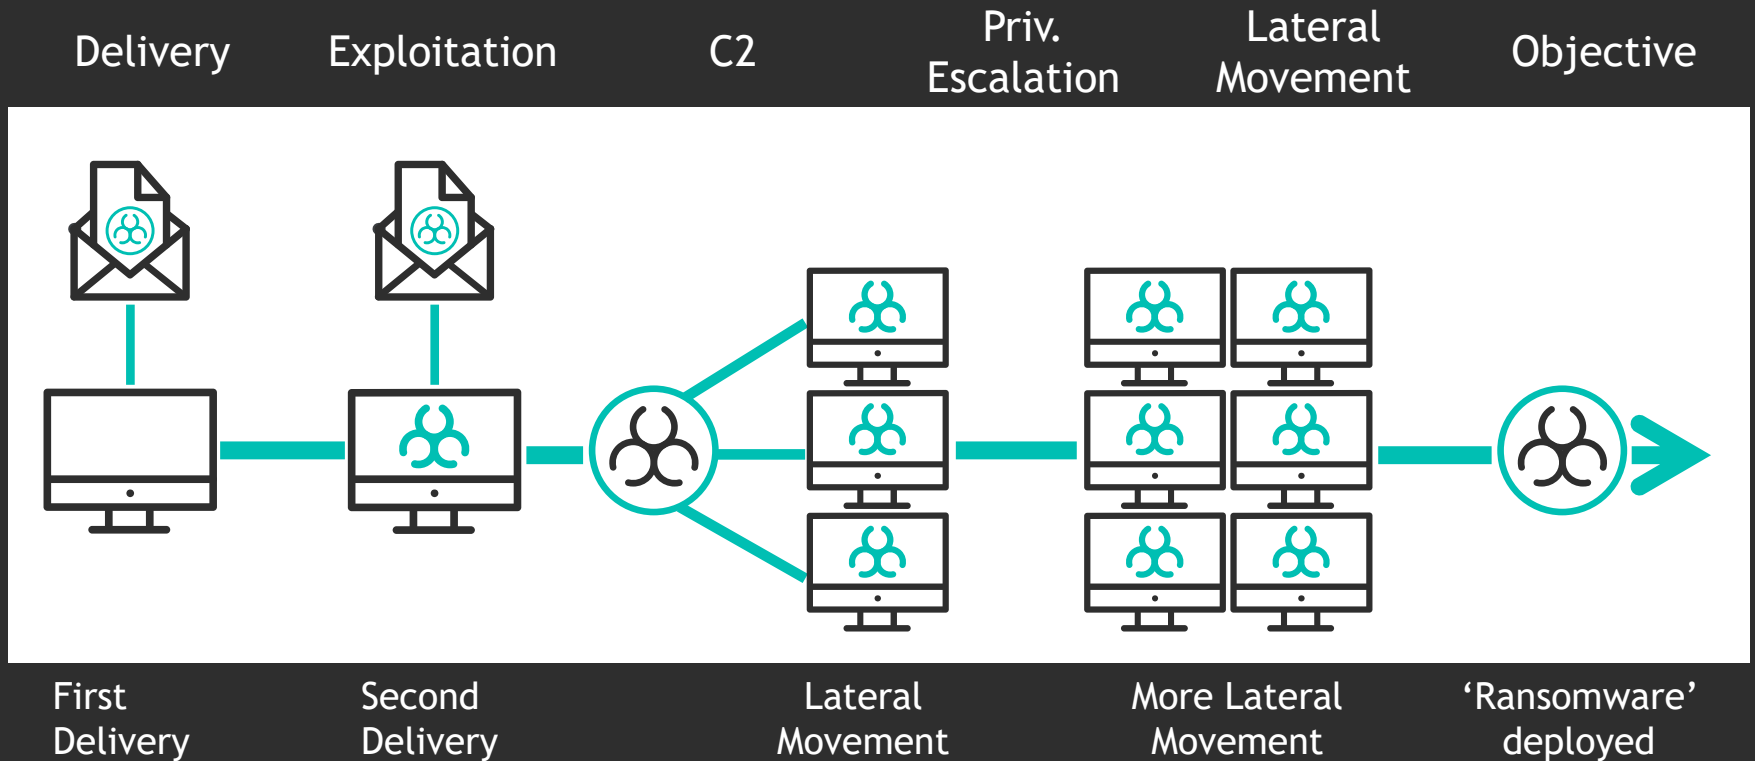 Delivery
Exploitation
C2
Priv.
Escalation
Lateral
Movement
Objective
First
Delivery
Second
Delivery
Lateral
Movement
More Lateral
Movement
‘Ransomware’
deployed